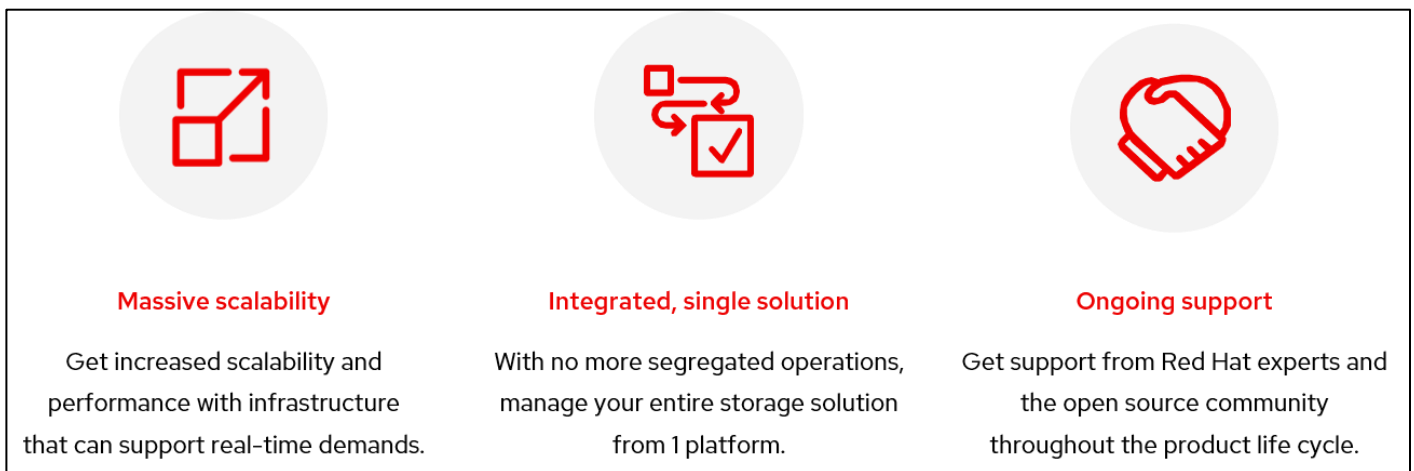 Massive scalability
Get increased scalability and
performance with infrastructure
that can support real-time demands.
Integrated, single solution
With no more segregated operations,
manage your entire storage solution
from 1 platform.
Ongoing support
Get support from Red Hat experts and
the open source community
throughout the product life cycle.